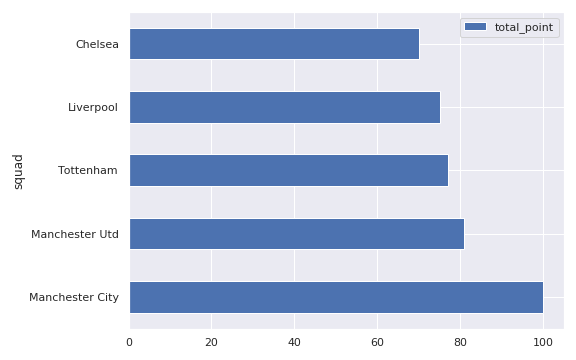 total_point
Chelsea
Liverpool
Tottenham
Manchester Utd
Manchester City
squad
0 20 40 60 80 100